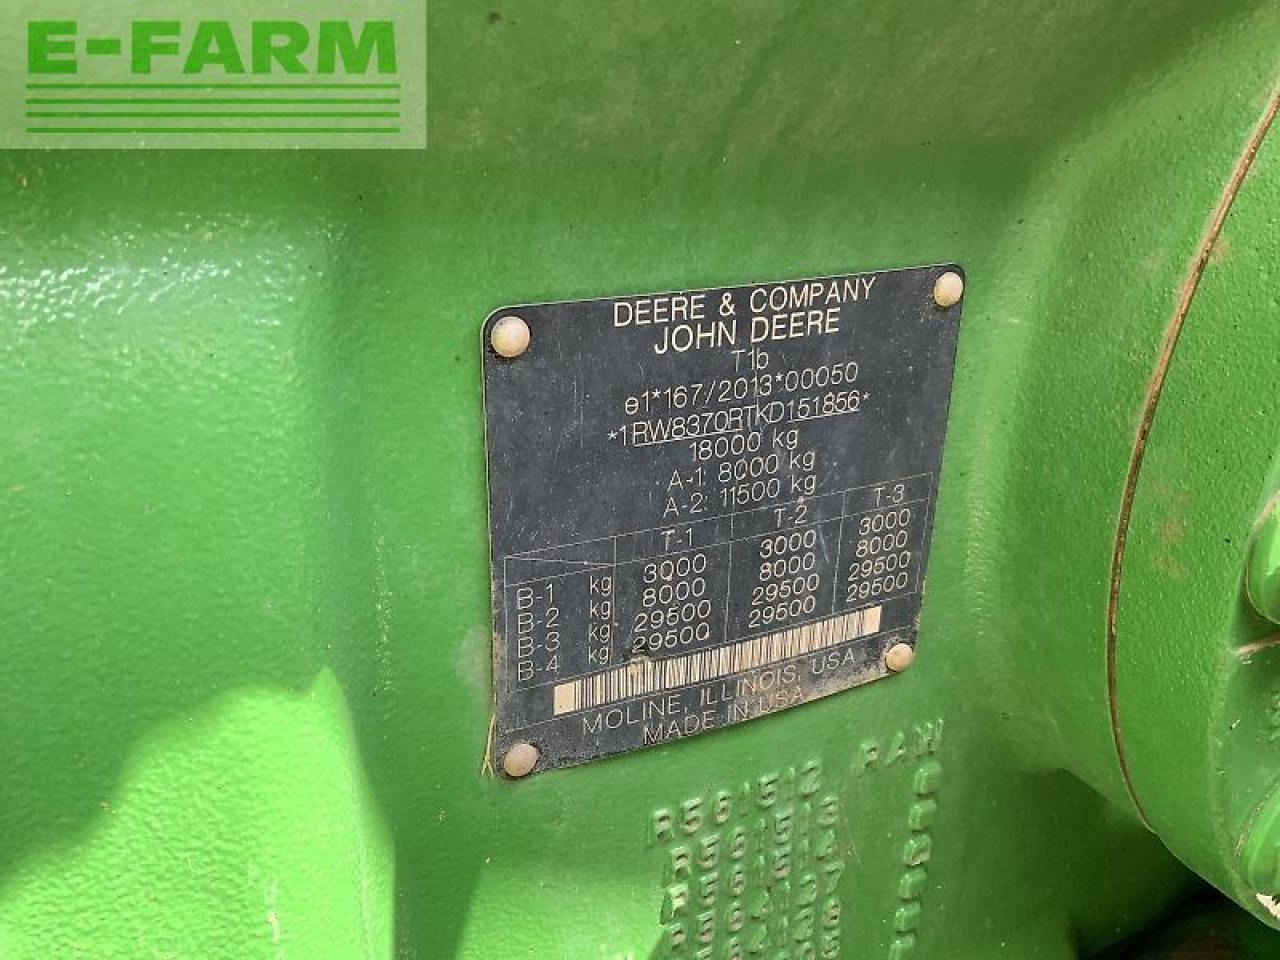 E-FARM
DEERE & COMPANY
JOHN DEERE
T1b
e1*167/2013*00050
*1RW8370RTKD151856*
18000 kg
A-1: 8000 kg
A-2: 11500 kg
T-1 T-2 T-3
B-1 kg 3000 3000 3000
B-2 kg 8000 8000 8000
B-3 kg 29500 29500 29500
B-4 kg 29500 29500 29500
MOLINE, ILLINOIS, USA
MADE IN USA
R561512 RAW
R561513